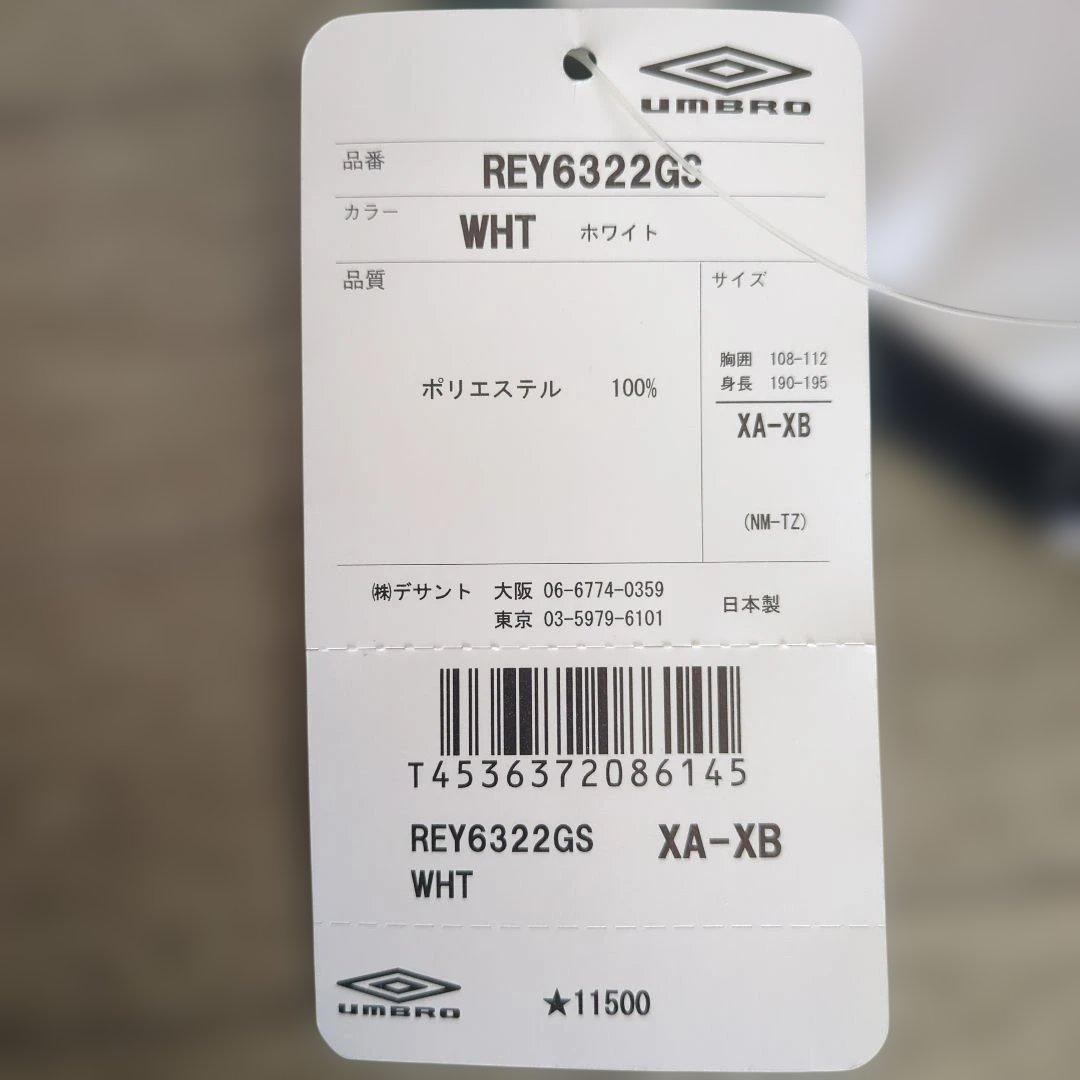 UMBRO
品番 REY6322GS
カラー WHT ホワイト
品質
サイズ
ポリエステル 100%
胸囲 108-112
身長 190-195
XA-XB
(NM-TZ)
㈱デサント 大阪 06-6774-0359
東京 03-5979-6101
日本製
T4536372086145
REY6322GS XA-XB
WHT
UMBRO ★11500